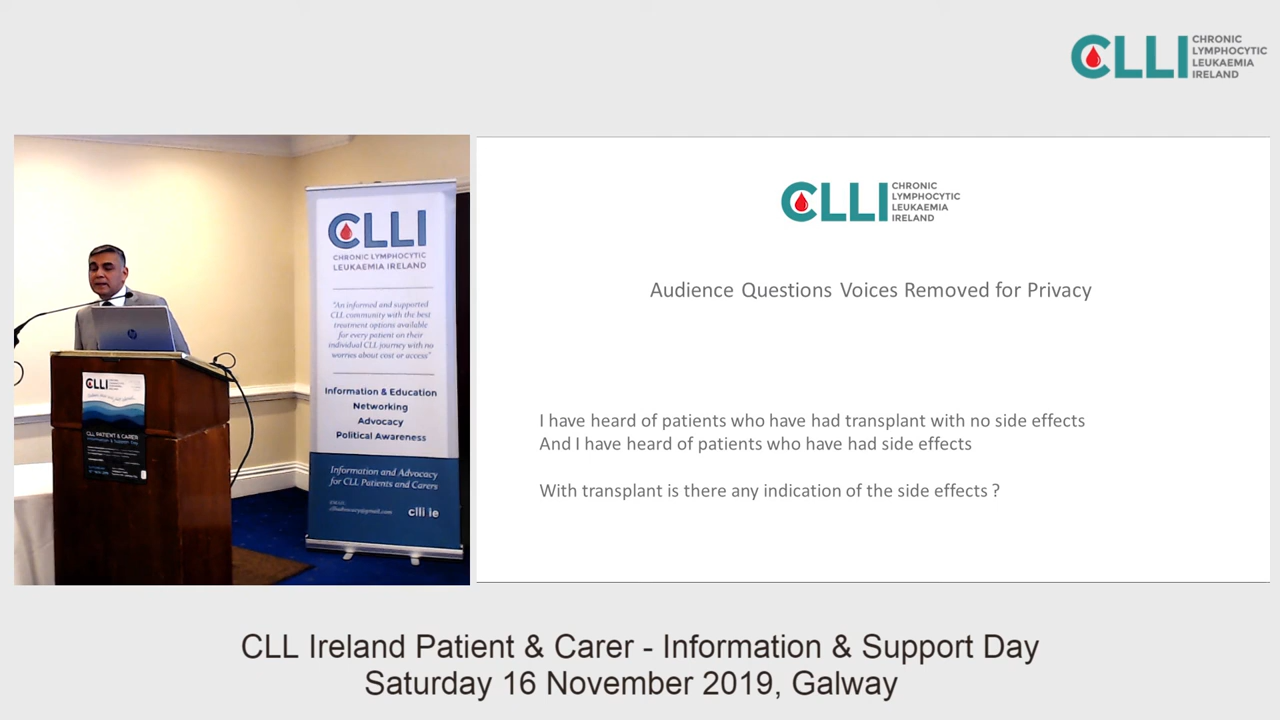 CLLI CHRONIC
LYMPHOCYTIC
LEUKAEMIA
IRELAND
CLLI
CHRONIC LYMPHOCYTIC
LEUKAEMIA IRELAND
"An informed and supported
CLL community with the best
treatment options available
for every patient on their
individual CLL journey with no
worries about cost or access"
Information & Education
Networking
Advocacy
Political Awareness
Information and Advocacy
for CLL Patients and Carers
clli ie
CLLI
CLL PATIENT & CARER
Information & Support Day
CLLI CHRONIC
LYMPHOCYTIC
LEUKAEMIA
IRELAND
Audience Questions Voices Removed for Privacy
I have heard of patients who have had transplant with no side effects
And I have heard of patients who have had side effects
With transplant is there any indication of the side effects ?
CLL Ireland Patient & Carer - Information & Support Day
Saturday 16 November 2019, Galway